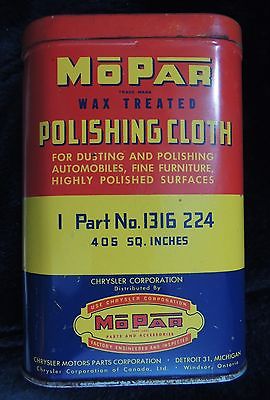 MOPAR
TRADE MARK
WAX TREATED
POLISHING CLOTH
FOR DUSTING AND POLISHING
AUTOMOBILES, FINE FURNITURE,
HIGHLY POLISHED SURFACES
1 Part No. 1316 224
405 SQ. INCHES
CHRYSLER CORPORATION
Distributed By
USE CHRYSLER CORPORATION
MOPAR
PARTS AND ACCESSORIES
FACTORY ENGINEERED AND INSPECTED
CHRYSLER MOTORS PARTS CORPORATION • DETROIT 31, MICHIGAN
Chrysler Corporation of Canada, Ltd. • Windsor, Ontario